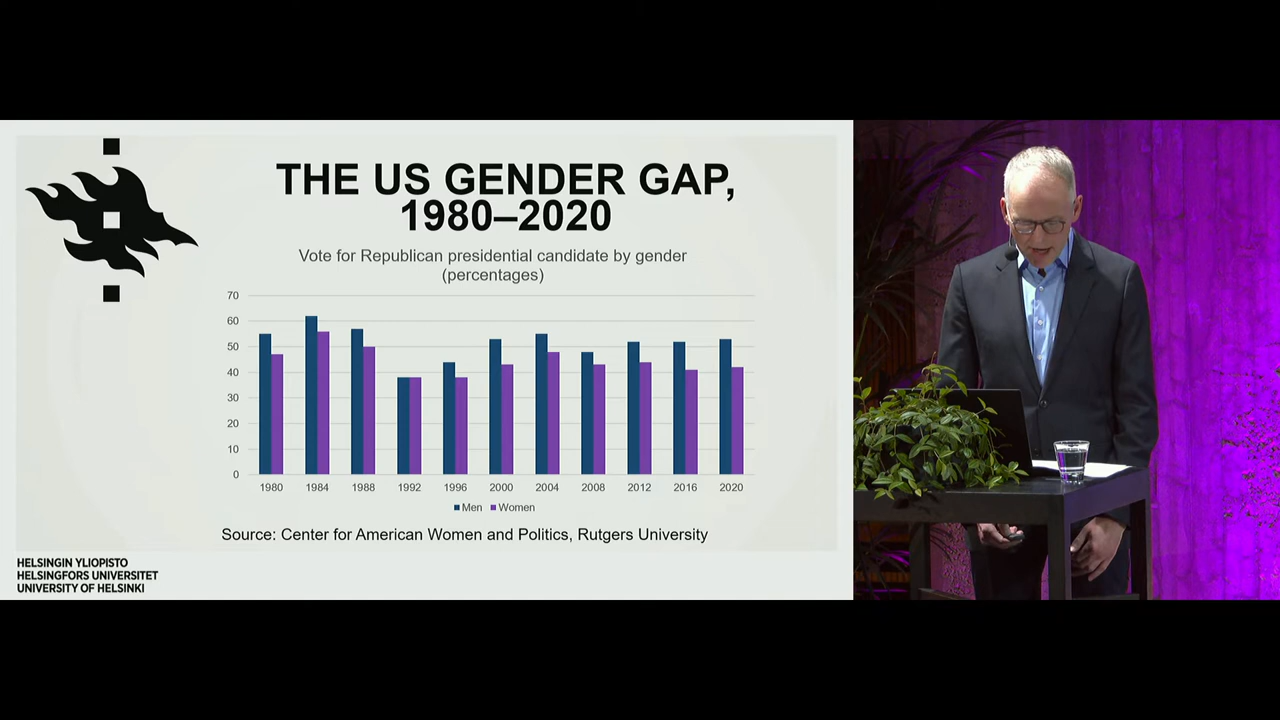 THE US GENDER GAP,
1980–2020
Vote for Republican presidential candidate by gender
(percentages)
70
60
50
40
30
20
10
0
1980 1984 1988 1992 1996 2000 2004 2008 2012 2016 2020
Men Women
Source: Center for American Women and Politics, Rutgers University
HELSINGIN YLIOPISTO
HELSINGFORS UNIVERSITET
UNIVERSITY OF HELSINKI